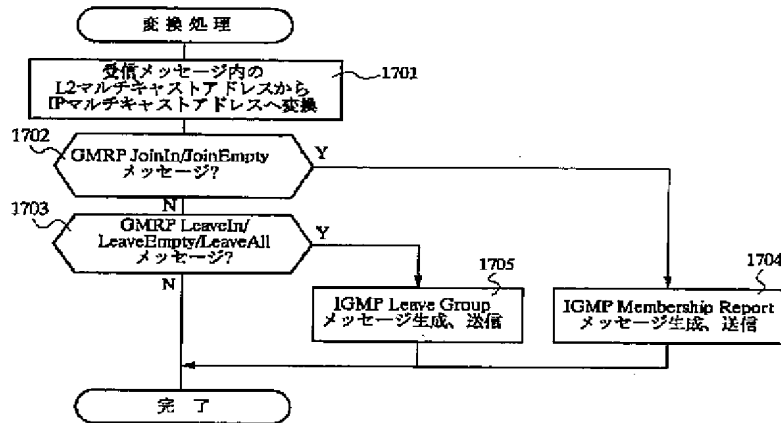 変換処理
受信メッセージ内の
L2マルチキャストアドレスから
IPマルチキャストアドレスへ変換
1701
1702
GMRP JoinIn/JoinEmpty
メッセージ?
Y
N
1703
GMRP LeaveIn/
LeaveEmpty/LeaveAll
メッセージ?
Y
N
1705
IGMP Leave Group
メッセージ生成、送信
1704
IGMP Membership Report
メッセージ生成、送信
完了